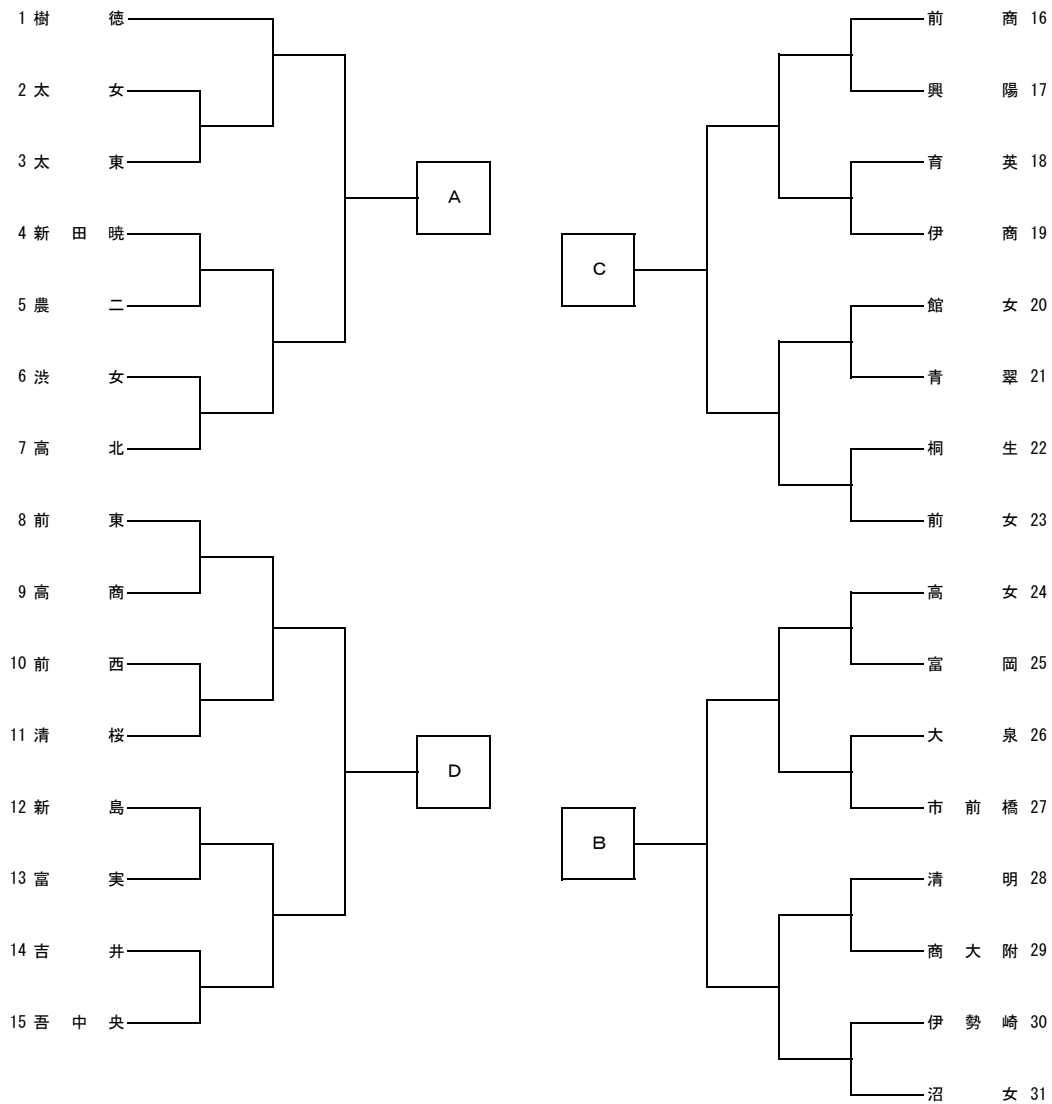 1 樹 徳
2 太 女
3 太 東
4 新 田 暁
5 農 二
6 渋 女
7 高 北
8 前 東
9 高 商
10 前 西
11 清 桜
12 新 島
13 富 実
14 吉 井
15 吾 中 央
A
D
C
B
前 商 16
興 陽 17
育 英 18
伊 商 19
館 女 20
青 翠 21
桐 生 22
前 女 23
高 女 24
富 岡 25
大 泉 26
市 前 橋 27
清 明 28
商 大 附 29
伊 勢 崎 30
沼 女 31